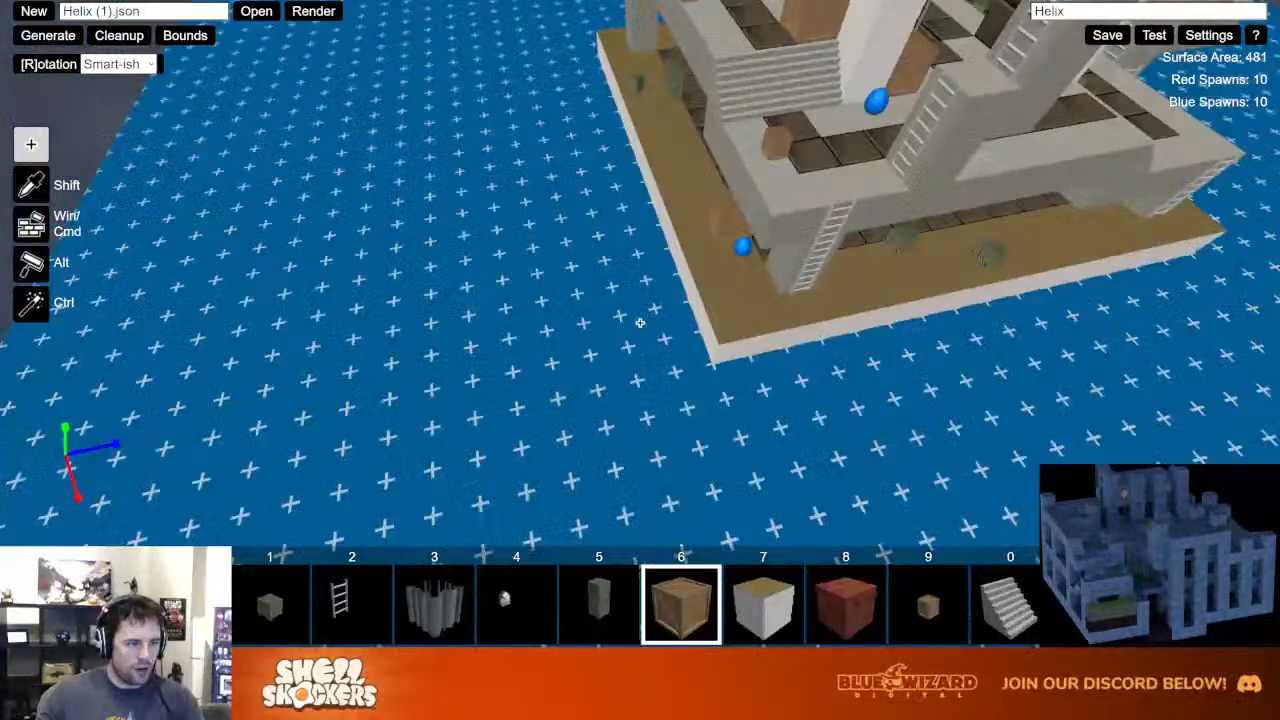 New Helix (1).json Open Render
Helix
Generate Cleanup Bounds
Save Test Settings ?
[R]otation Smart-ish
Surface Area: 481
Red Spawns: 10
Blue Spawns: 10
+
Shift
Win/
Cmd
Alt
Ctrl
1 2 3 4 5 6 7 8 9 0
SHELL
SHOCKERS
BLUE WIZARD
DIGITAL
JOIN OUR DISCORD BELOW!